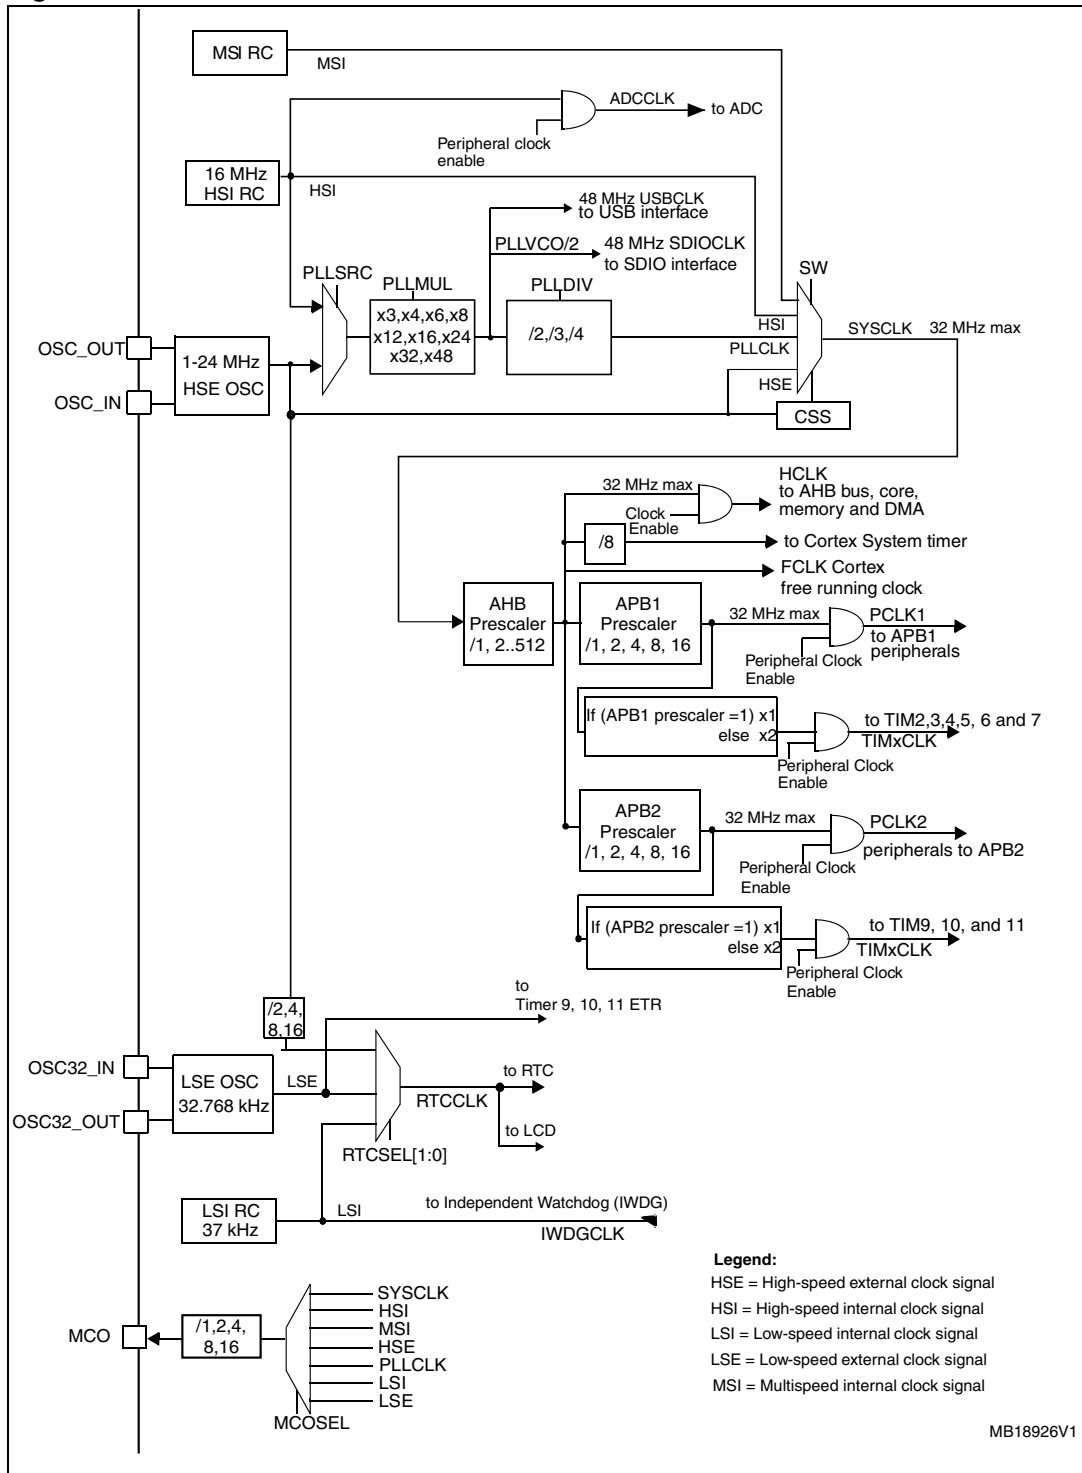 MSI RC
MSI
ADCCLK
to ADC
Peripheral clock
enable
16 MHz
HSI RC
HSI
48 MHz USBCLK
to USB interface
PLLVCO/2
48 MHz SDIOCLK
to SDIO interface
PLLSRC
PLLMUL
PLLDIV
SW
x3,x4,x6,x8
x12,x16,x24
x32,x48
/2,/3,/4
HSI
SYSCLK
32 MHz max
PLLCLK
HSE
CSS
OSC_OUT
OSC_IN
1-24 MHz
HSE OSC
32 MHz max
HCLK
to AHB bus, core,
memory and DMA
Clock
Enable
/8
to Cortex System timer
FCLK Cortex
free running clock
AHB
Prescaler
/1, 2..512
APB1
Prescaler
/1, 2, 4, 8, 16
32 MHz max
PCLK1
to APB1
peripherals
Peripheral Clock
Enable
If (APB1 prescaler =1) x1
else x2
to TIM2,3,4,5, 6 and 7
TIMxCLK
Peripheral Clock
Enable
APB2
Prescaler
/1, 2, 4, 8, 16
32 MHz max
PCLK2
peripherals to APB2
Peripheral Clock
Enable
If (APB2 prescaler =1) x1
else x2
to TIM9, 10, and 11
TIMxCLK
Peripheral Clock
Enable
/2,4,
8,16
to
Timer 9, 10, 11 ETR
OSC32_IN
OSC32_OUT
LSE OSC
32.768 kHz
LSE
to RTC
RTCCLK
to LCD
RTCSEL[1:0]
LSI RC
37 kHz
LSI
to Independent Watchdog (IWDG)
IWDGCLK
MCO
/1,2,4,
8,16
SYSCLK
HSI
MSI
HSE
PLLCLK
LSI
LSE
MCOSEL
Legend:
HSE = High-speed external clock signal
HSI = High-speed internal clock signal
LSI = Low-speed internal clock signal
LSE = Low-speed external clock signal
MSI = Multispeed internal clock signal
MB18926V1